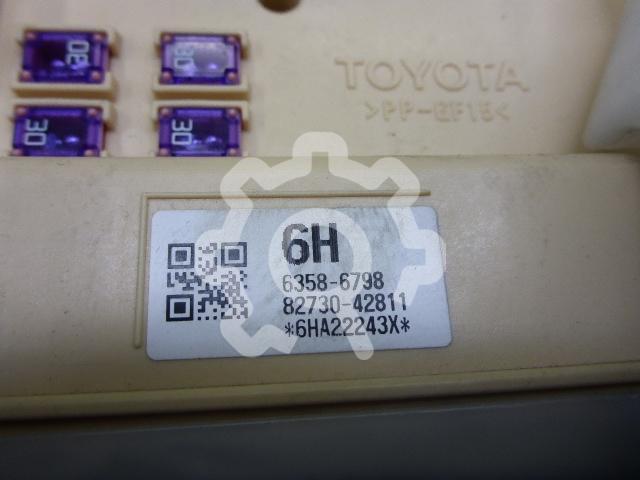 30 30
TOYOTA
>PP-GF15<
30 30
6H
6358-6798
82730-42811
*6HA22243X*